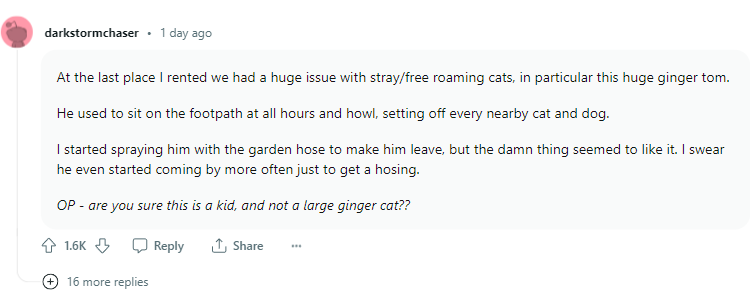 darkstormchaser • 1 day ago
At the last place I rented we had a huge issue with stray/free roaming cats, in particular this huge ginger tom.
He used to sit on the footpath at all hours and howl, setting off every nearby cat and dog.
I started spraying him with the garden hose to make him leave, but the damn thing seemed to like it. I swear
he even started coming by more often just to get a hosing.
OP - are you sure this is a kid, and not a large ginger cat??
1.6K Reply Share ...
16 more replies